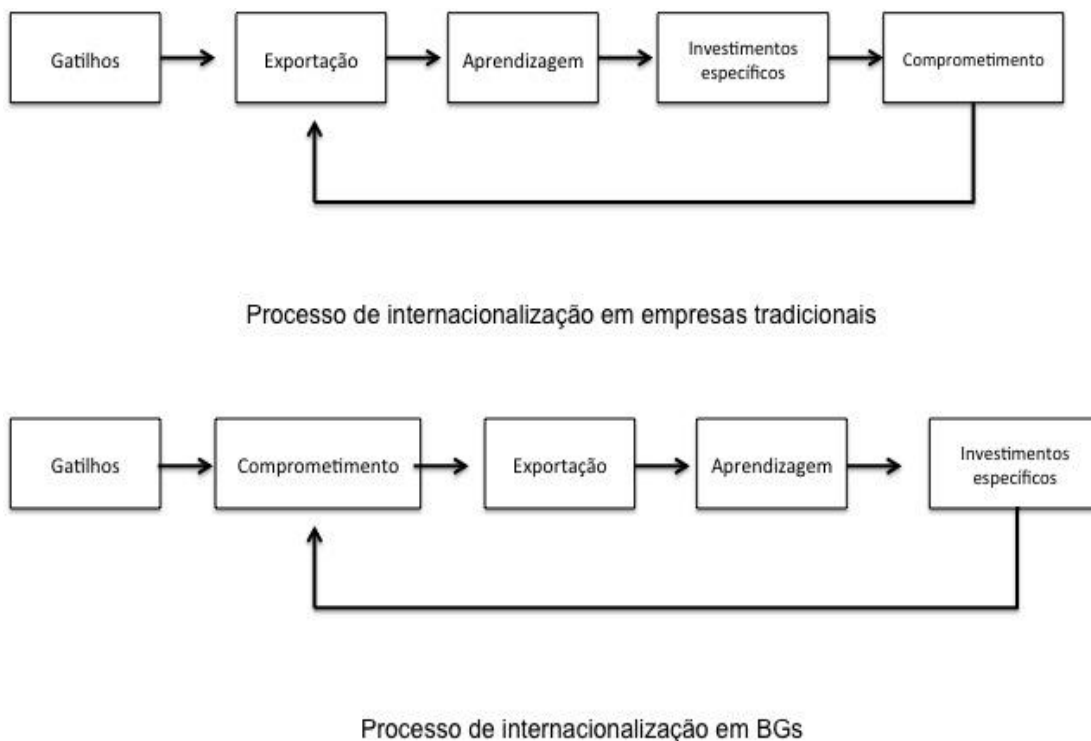 Gatilhos
Exportação
Aprendizagem
Investimentos
específicos
Comprometimento
Processo de internacionalização em empresas tradicionais
Gatilhos
Comprometimento
Exportação
Aprendizagem
Investimentos
específicos
Processo de internacionalização em BGs